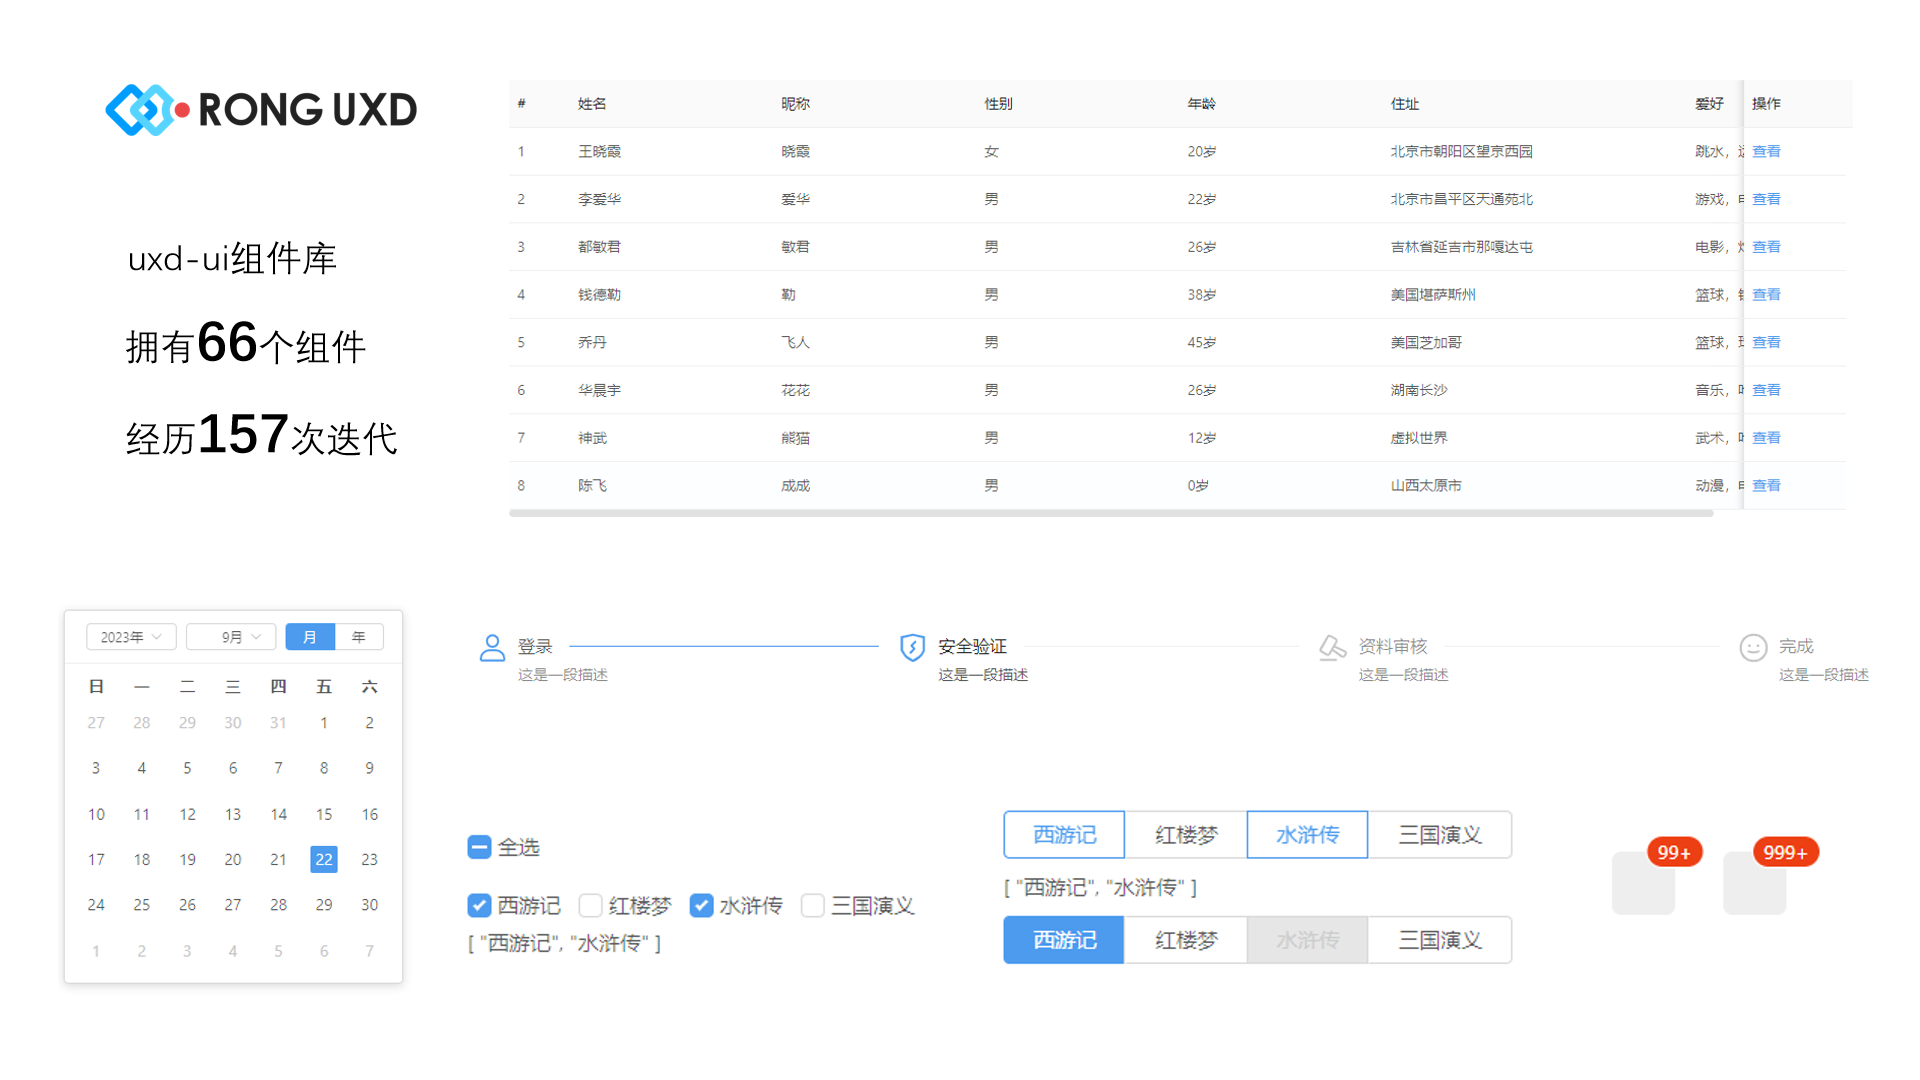 RONG UXD
uxd-ui组件库
拥有66个组件
经历157次迭代
# 姓名 昵称 性别 年龄 住址 爱好 操作
1 王晓霞 晓霞 女 20岁 北京市朝阳区望京西园 跳水, 查看
2 李爱华 爱华 男 22岁 北京市昌平区天通苑北 游戏, 查看
3 都敏君 敏君 男 26岁 吉林省延吉市那嘎达屯 电影, 查看
4 钱德勒 勒 男 38岁 美国堪萨斯州 篮球, 查看
5 乔丹 飞人 男 45岁 美国芝加哥 篮球, 查看
6 华晨宇 花花 男 26岁 湖南长沙 音乐, 查看
7 神武 熊猫 男 12岁 虚拟世界 武术, 查看
8 陈飞 成成 男 0岁 山西太原市 动漫, 查看
2023年 9月 月 年
日 一 二 三 四 五 六
27 28 29 30 31 1 2
3 4 5 6 7 8 9
10 11 12 13 14 15 16
17 18 19 20 21 22 23
24 25 26 27 28 29 30
1 2 3 4 5 6 7
登录 安全验证 资料审核 完成
这是一段描述 这是一段描述 这是一段描述 这是一段描述
全选
西游记 红楼梦 水浒传 三国演义
[ "西游记", "水浒传" ]
西游记 红楼梦 水浒传 三国演义
[ "西游记", "水浒传" ]
西游记 红楼梦 水浒传 三国演义
99+ 999+